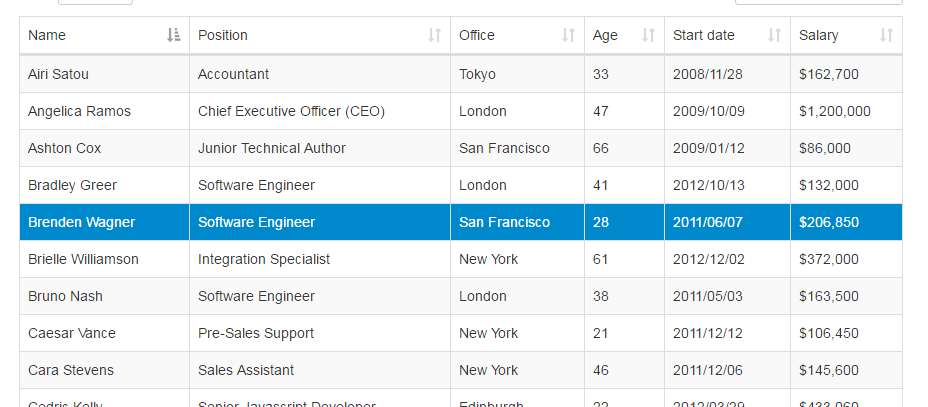 Name Position Office Age Start date Salary
Airi Satou Accountant Tokyo 33 2008/11/28 $162,700
Angelica Ramos Chief Executive Officer (CEO) London 47 2009/10/09 $1,200,000
Ashton Cox Junior Technical Author San Francisco 66 2009/01/12 $86,000
Bradley Greer Software Engineer London 41 2012/10/13 $132,000
Brenden Wagner Software Engineer San Francisco 28 2011/06/07 $206,850
Brielle Williamson Integration Specialist New York 61 2012/12/02 $372,000
Bruno Nash Software Engineer London 38 2011/05/03 $163,500
Caesar Vance Pre-Sales Support New York 21 2011/12/12 $106,450
Cara Stevens Sales Assistant New York 46 2011/12/06 $145,600
Cedric Kelly Senior Javascript Developer Edinburgh 22 2012/03/29 $433,060